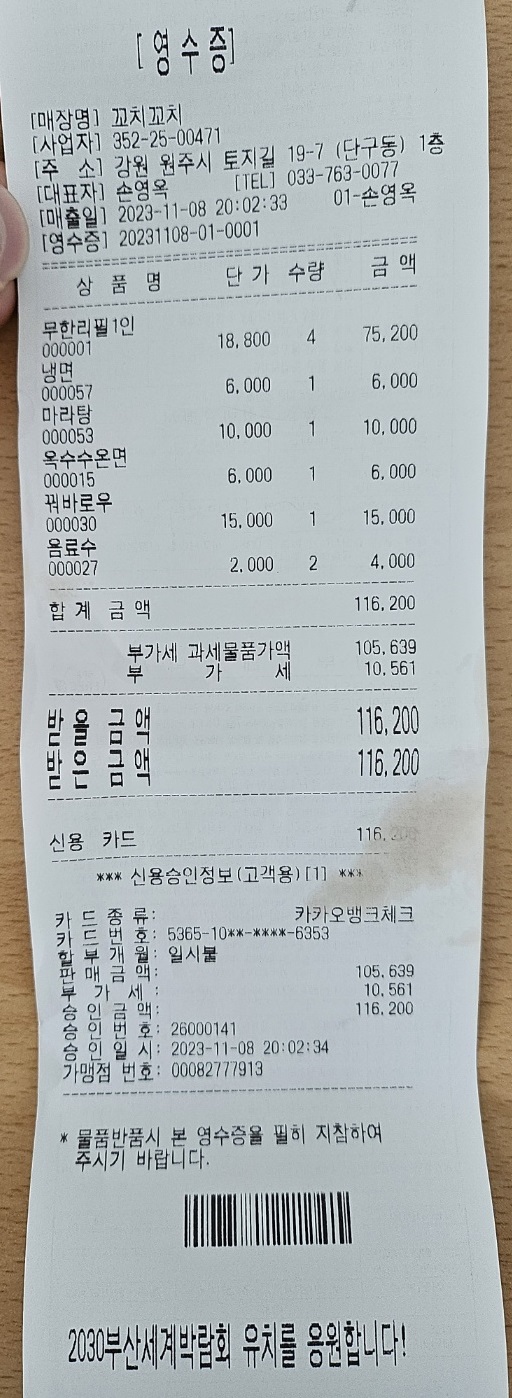 [영수증]
[매장명] 꼬치꼬치
[사업자] 352-25-00471
[주 소] 강원 원주시 토지길 19-7 (단구동) 1층
[대표자] 손영옥 [TEL] 033-763-0077
[매출일] 2023-11-08 20:02:33 01-손영옥
[영수증] 20231108-01-0001
상 품 명 단 가 수량 금 액
무한리필1인
000001 18,800 4 75,200
냉면
000057 6,000 1 6,000
마라탕
000053 10,000 1 10,000
옥수수온면
000015 6,000 1 6,000
꿔바로우
000030 15,000 1 15,000
음료수
000027 2,000 2 4,000
합 계 금 액 116,200
부가세 과세물품가액 105,639
부 가 세 10,561
받 을 금 액 116,200
받 은 금 액 116,200
신용 카드 116,200
*** 신용승인정보(고객용)[1] ***
카 드 종 류: 카카오뱅크체크
카 드 번 호: 5365-10**-****-6353
할 부 개 월: 일시불
판 매 금 액: 105,639
부 가 세 : 10,561
승 인 금 액: 116,200
승 인 번 호: 26000141
승 인 일 시: 2023-11-08 20:02:34
가맹점 번호: 00082777913
* 물품반품시 본 영수증을 필히 지참하여
주시기 바랍니다.
2030부산세계박람회 유치를 응원합니다!